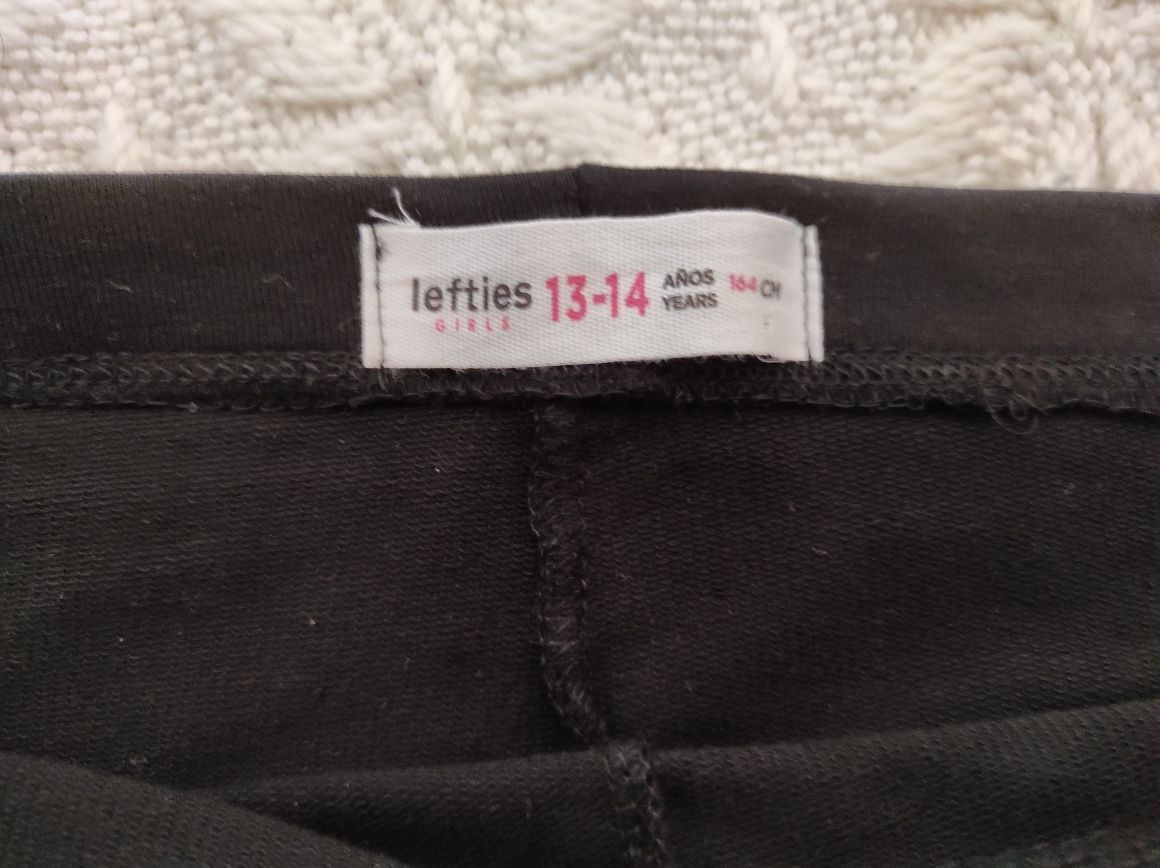 lefties 13-14 AÑOS 164 CM
GIRLS YEARS